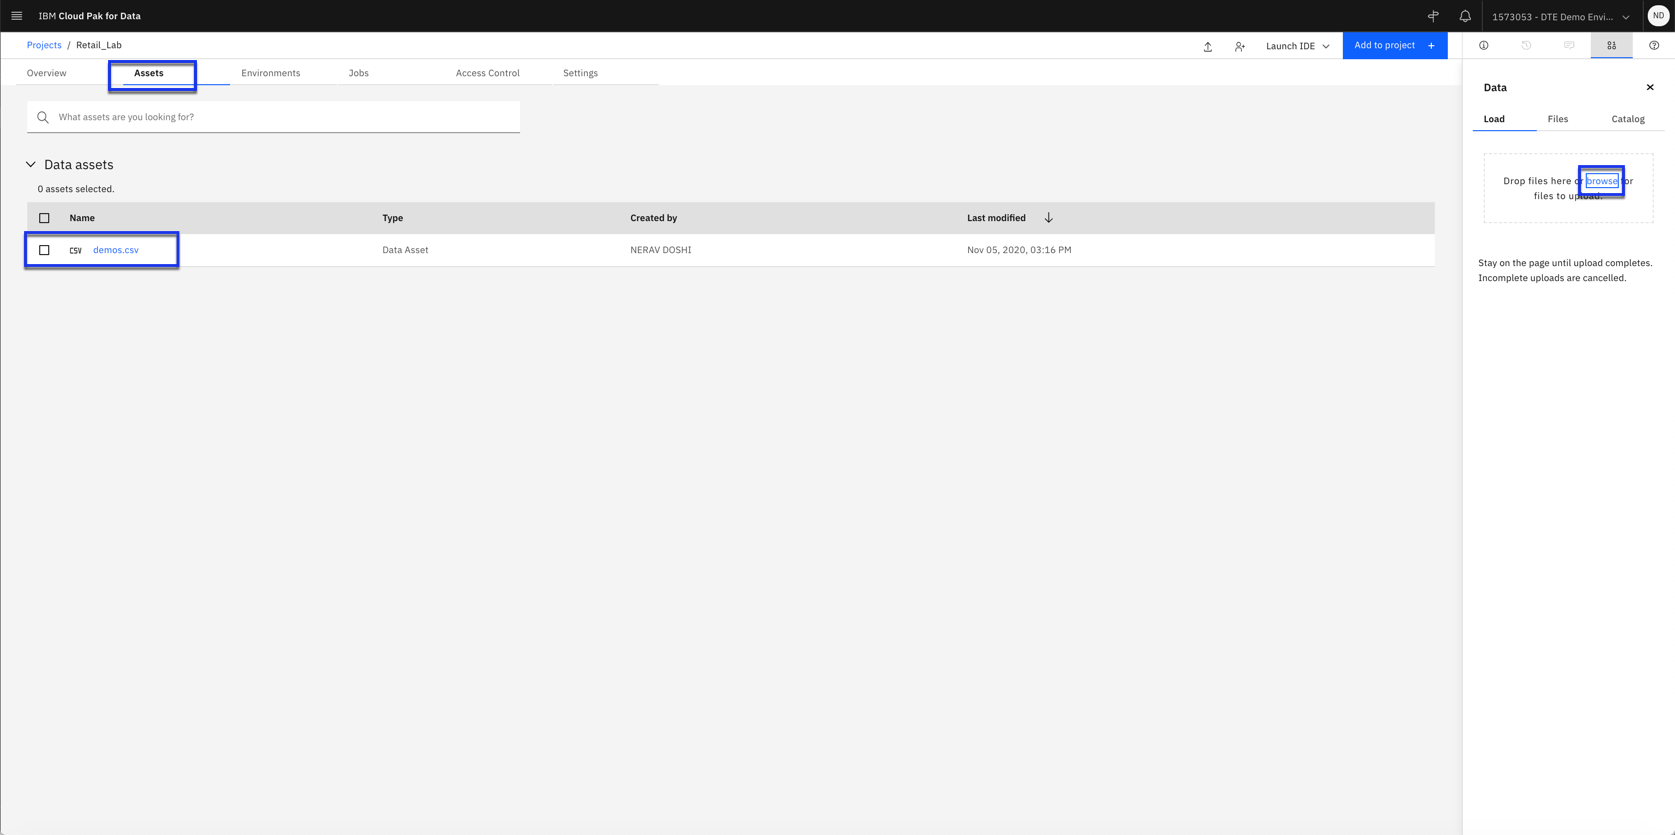 IBM Cloud Pak for Data
1573053 - DTE Demo Envi...
ND
Projects / Retail_Lab
Launch IDE
Add to project +
Overview
Assets
Environments
Jobs
Access Control
Settings
What assets are you looking for?
Data assets
0 assets selected.
Name Type Created by Last modified
CSV demos.csv Data Asset NERAV DOSHI Nov 05, 2020, 03:16 PM
Data
Load Files Catalog
Drop files here or browse for
files to upload.
Stay on the page until upload completes.
Incomplete uploads are cancelled.